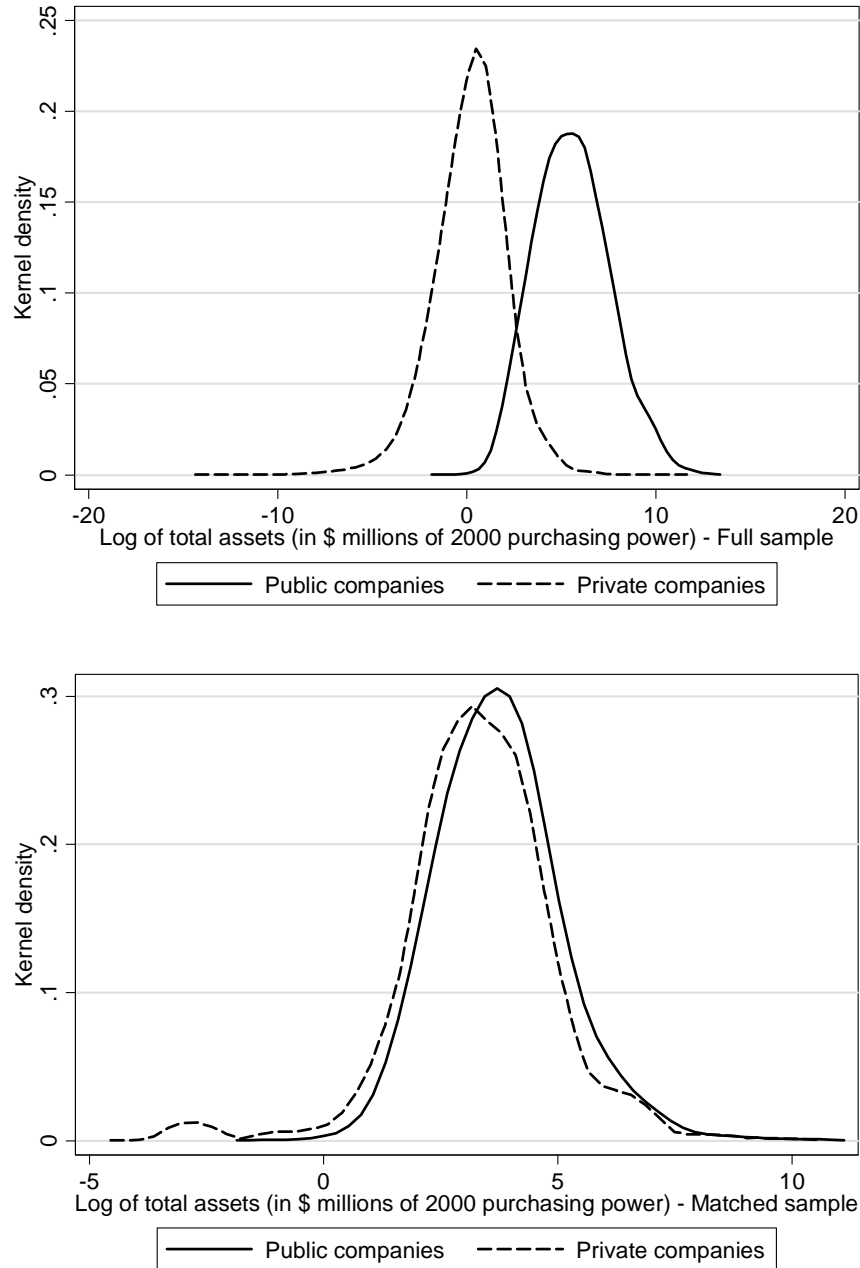 .25
.2
.15
.1
.05
0
Kernel density
-20 -10 0 10 20
Log of total assets (in $ millions of 2000 purchasing power) - Full sample
Public companies Private companies
.3
.2
.1
0
Kernel density
-5 0 5 10
Log of total assets (in $ millions of 2000 purchasing power) - Matched sample
Public companies Private companies